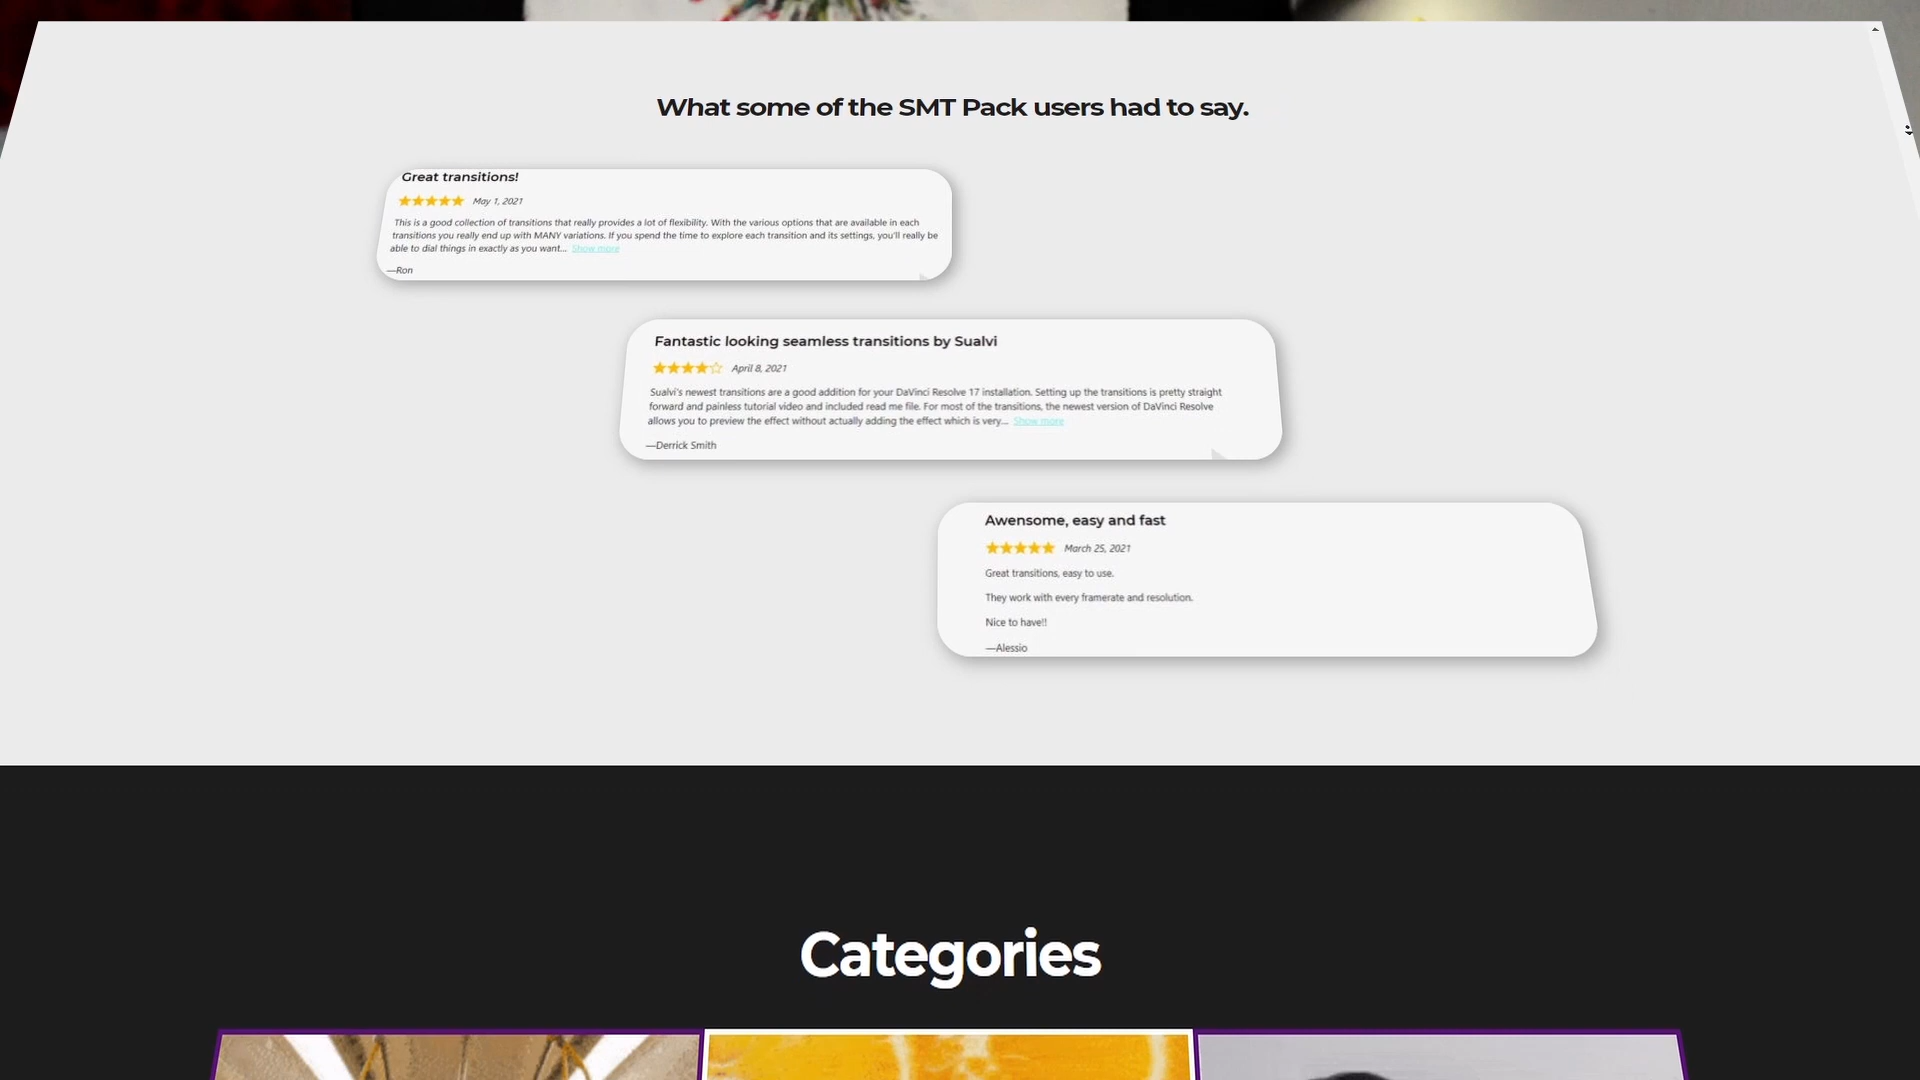 What some of the SMT Pack users had to say.
Great transitions!
May 1, 2021
This is a good collection of transitions that really provides a lot of flexibility. With the various options that are available in each
transitions you really end up with MANY variations. If you spend the time to explore each transition and its settings, you'll really be
able to dial things in exactly as you want... Show more
—Ron
Fantastic looking seamless transitions by Sualvi
April 8, 2021
Sualvi's newest transitions are a good addition for your DaVinci Resolve 17 installation. Setting up the transitions is pretty straight
forward and painless tutorial video and included read me file. For most of the transitions, the newest version of DaVinci Resolve
allows you to preview the effect without actually adding the effect which is very... Show more
—Derrick Smith
Awensome, easy and fast
March 25, 2021
Great transitions, easy to use.
They work with every framerate and resolution.
Nice to have!!
—Alessio
Categories